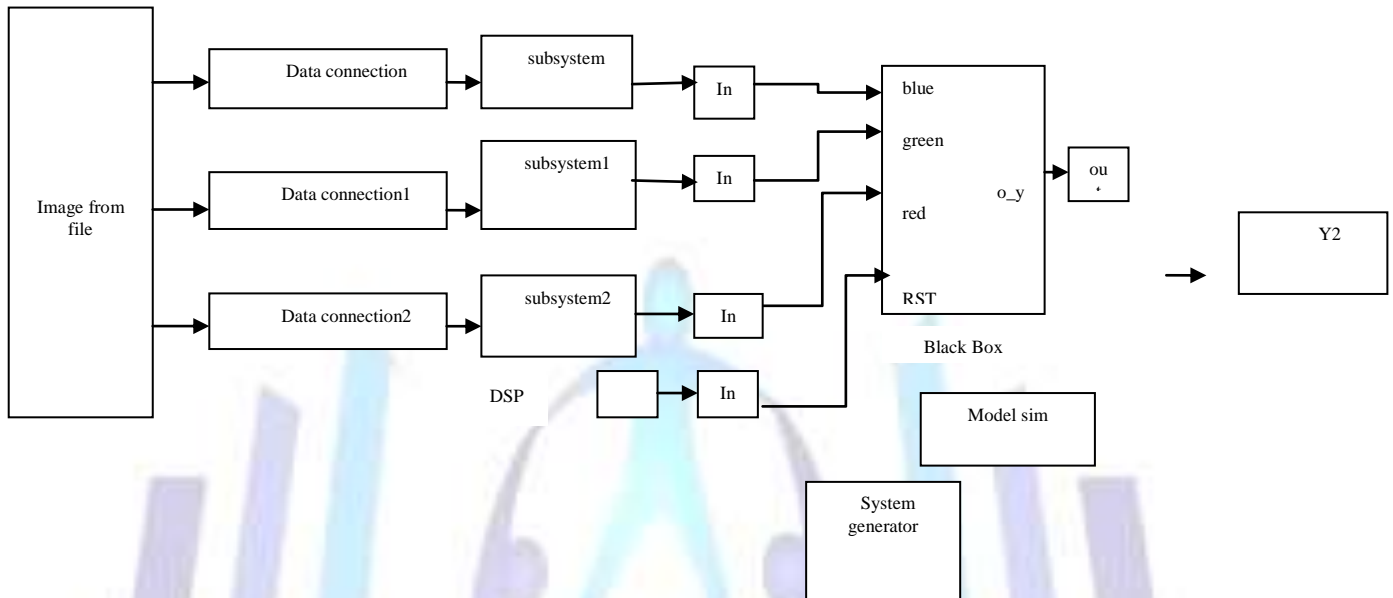 Image from
file
Data connection
subsystem
In
Data connection1
subsystem1
In
Data connection2
subsystem2
In
DSP
In
blue
green
red
RST
o_y
ou
Black Box
Y2
Model sim
System
generator